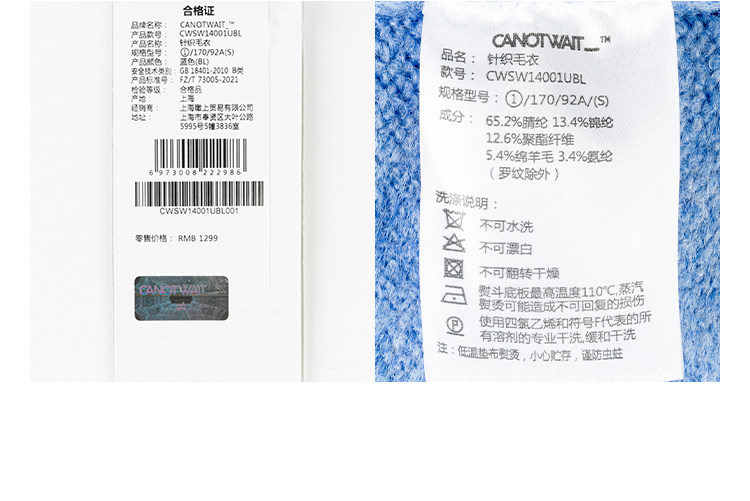 合格证
品牌名称： CANOTWAIT_™
产品款号： CWSW14001UBL
产品名称： 针织毛衣
规格型号： ①/170/92A(S)
产品颜色： 蓝色(BL)
安全技术类别： GB 18401-2010 B类
产品标准号： FZ/T 73005-2021
检验等级： 合格品
产地： 上海
经销商： 上海瞰上贸易有限公司
地址： 上海市奉贤区大叶公路
5995号5幢3836室
6 973008 222986
CWSW14001UBL001
零售价格： RMB 1299
CANOTWAIT_
CANOTWAIT_™
品名： 针织毛衣
款号： CWSW14001UBL
规格型号： ①/170/92A/(S)
成分： 65.2%腈纶 13.4%锦纶
12.6%聚酯纤维
5.4%绵羊毛 3.4%氨纶
（罗纹除外）
洗涤说明：
不可水洗
不可漂白
不可翻转干燥
熨斗底板最高温度110℃,蒸汽
熨烫可能造成不可回复的损伤
使用四氯乙烯和符号F代表的所
有溶剂的专业干洗,缓和干洗
注：低温垫布熨烫，小心贮存，谨防虫蛀